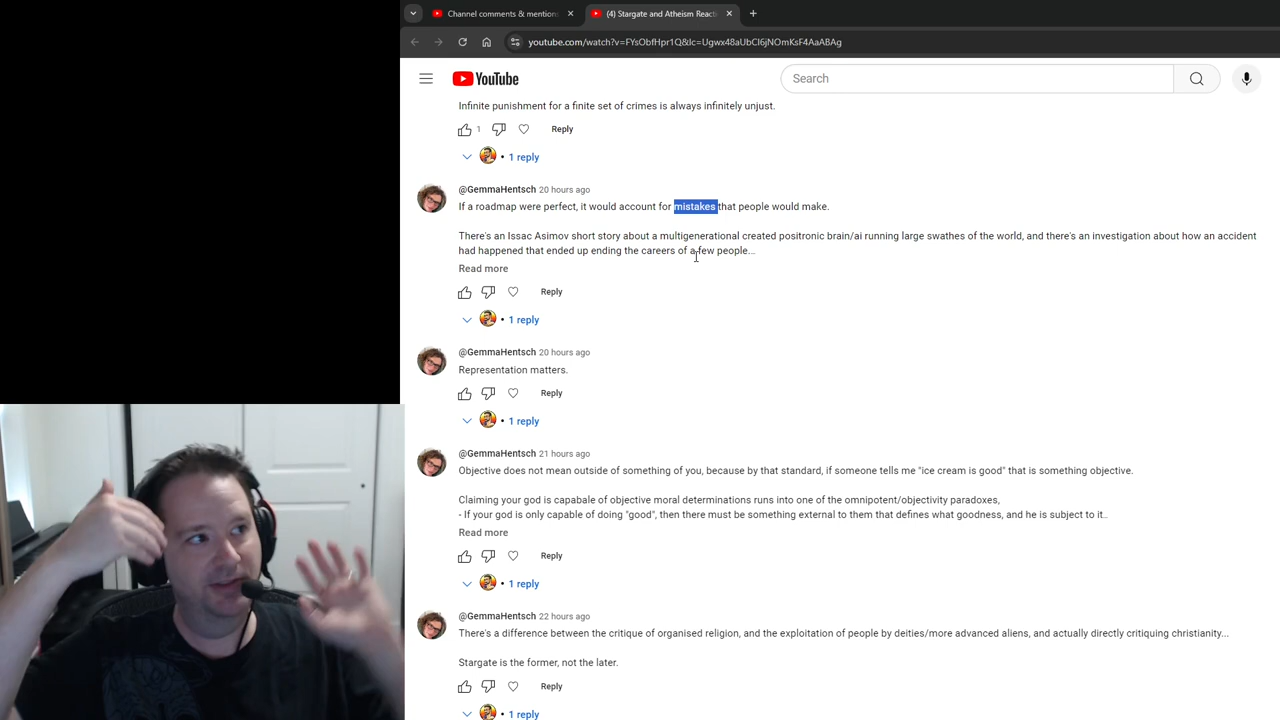 Channel comments & mentions
(4) Stargate and Atheism Reacti
youtube.com/watch?v=FYsObfHpr1Q&lc=Ugwx48aUbCl6jNOmKsF4AaABAg
YouTube
Search
Infinite punishment for a finite set of crimes is always infinitely unjust.
1 Reply
• 1 reply
@GemmaHentsch 20 hours ago
If a roadmap were perfect, it would account for mistakes that people would make.
There's an Issac Asimov short story about a multigenerational created positronic brain/ai running large swathes of the world, and there's an investigation about how an accident
had happened that ended up ending the careers of a few people...
Read more
Reply
• 1 reply
@GemmaHentsch 20 hours ago
Representation matters.
Reply
• 1 reply
@GemmaHentsch 21 hours ago
Objective does not mean outside of something of you, because by that standard, if someone tells me "ice cream is good" that is something objective.
Claiming your god is capabale of objective moral determinations runs into one of the omnipotent/objectivity paradoxes,
- If your god is only capable of doing "good", then there must be something external to them that defines what goodness, and he is subject to it..
Read more
Reply
• 1 reply
@GemmaHentsch 22 hours ago
There's a difference between the critique of organised religion, and the exploitation of people by deities/more advanced aliens, and actually directly critiquing christianity...
Stargate is the former, not the later.
Reply
• 1 reply